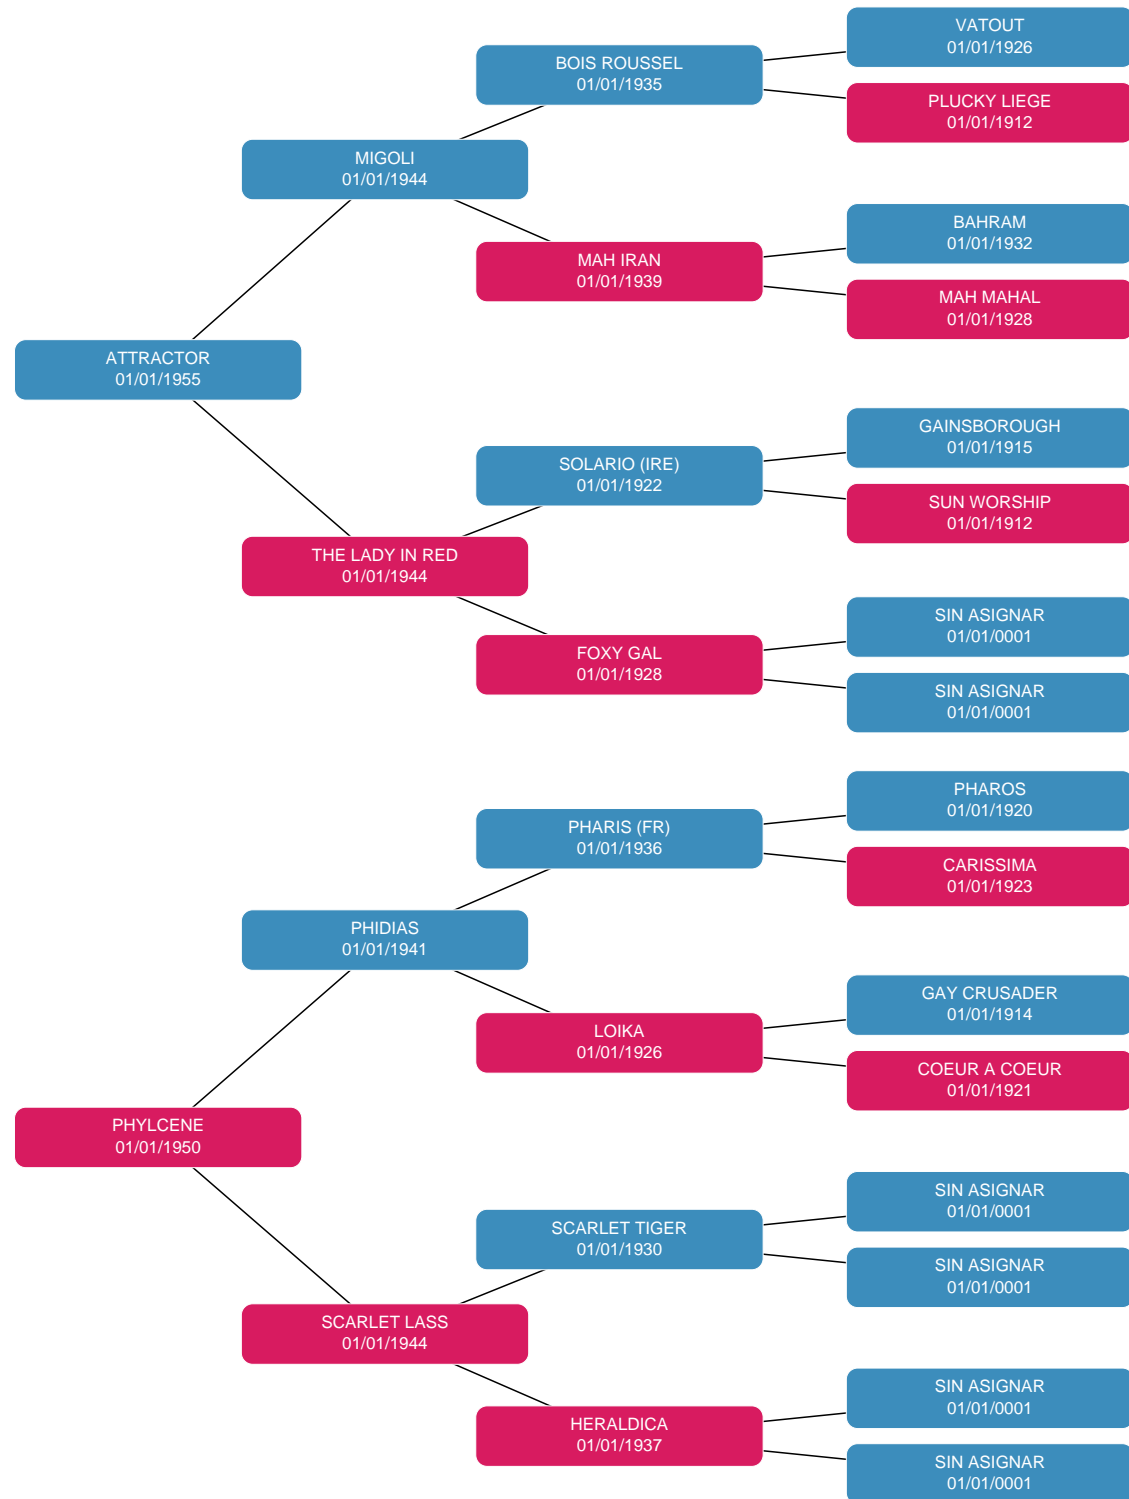 VATOUT
01/01/1926
BOIS ROUSSEL
01/01/1935
PLUCKY LIEGE
01/01/1912
MIGOLI
01/01/1944
BAHRAM
01/01/1932
MAH IRAN
01/01/1939
MAH MAHAL
01/01/1928
ATTRACTOR
01/01/1955
GAINSBOROUGH
01/01/1915
SOLARIO (IRE)
01/01/1922
SUN WORSHIP
01/01/1912
THE LADY IN RED
01/01/1944
SIN ASIGNAR
01/01/0001
FOXY GAL
01/01/1928
SIN ASIGNAR
01/01/0001
PHAROS
01/01/1920
PHARIS (FR)
01/01/1936
CARISSIMA
01/01/1923
PHIDIAS
01/01/1941
GAY CRUSADER
01/01/1914
LOIKA
01/01/1926
COEUR A COEUR
01/01/1921
PHYLCENE
01/01/1950
SIN ASIGNAR
01/01/0001
SCARLET TIGER
01/01/1930
SIN ASIGNAR
01/01/0001
SCARLET LASS
01/01/1944
SIN ASIGNAR
01/01/0001
HERALDICA
01/01/1937
SIN ASIGNAR
01/01/0001